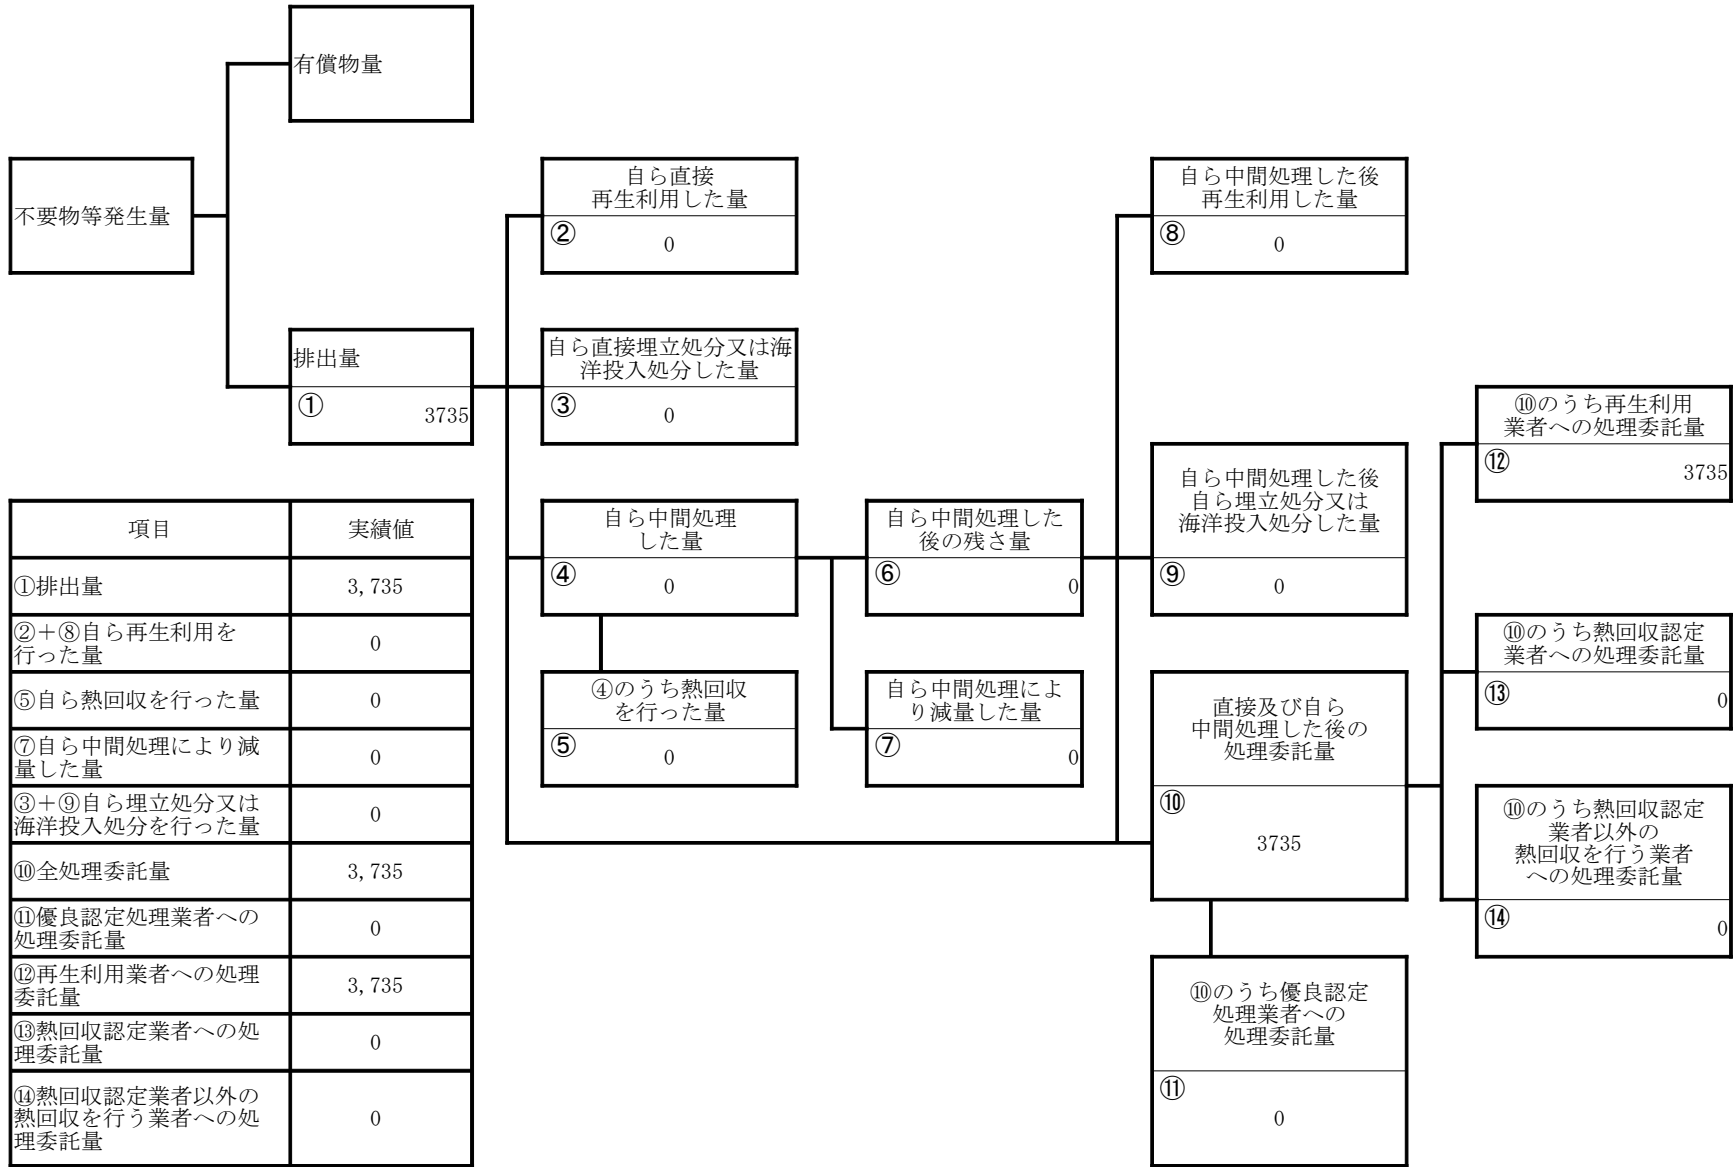 有償物量
不要物等発生量
自ら直接
再生利用した量
②
0
自ら中間処理した後
再生利用した量
⑧
0
排出量
①
3735
自ら直接埋立処分又は海
洋投入処分した量
③
0
⑩のうち再生利用
業者への処理委託量
⑫
3735
自ら中間処理
した量
④
0
自ら中間処理した
後の残さ量
⑥
0
自ら中間処理した後
自ら埋立処分又は
海洋投入処分した量
⑨
0
⑩のうち熱回収認定
業者への処理委託量
⑬
0
④のうち熱回収
を行った量
⑤
0
自ら中間処理によ
り減量した量
⑦
0
直接及び自ら
中間処理した後の
処理委託量
⑩
3735
⑩のうち熱回収認定
業者以外の
熱回収を行う業者
への処理委託量
⑭
0
⑩のうち優良認定
処理業者への
処理委託量
⑪
0
項目 実績値
①排出量 3,735
②+⑧自ら再生利用を
行った量 0
⑤自ら熱回収を行った量 0
⑦自ら中間処理により減
量した量 0
③+⑨自ら埋立処分又は
海洋投入処分を行った量 0
⑩全処理委託量 3,735
⑪優良認定処理業者への
処理委託量 0
⑫再生利用業者への処理
委託量 3,735
⑬熱回収認定業者への処
理委託量 0
⑭熱回収認定業者以外の
熱回収を行う業者への処
理委託量 0